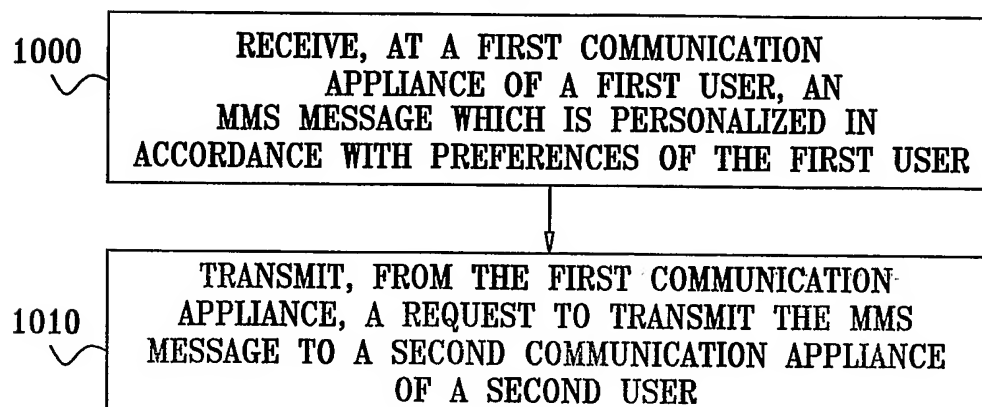 1000
RECEIVE, AT A FIRST COMMUNICATION
APPLIANCE OF A FIRST USER, AN
MMS MESSAGE WHICH IS PERSONALIZED IN
ACCORDANCE WITH PREFERENCES OF THE FIRST USER
1010
TRANSMIT, FROM THE FIRST COMMUNICATION
APPLIANCE, A REQUEST TO TRANSMIT THE MMS
MESSAGE TO A SECOND COMMUNICATION APPLIANCE
OF A SECOND USER